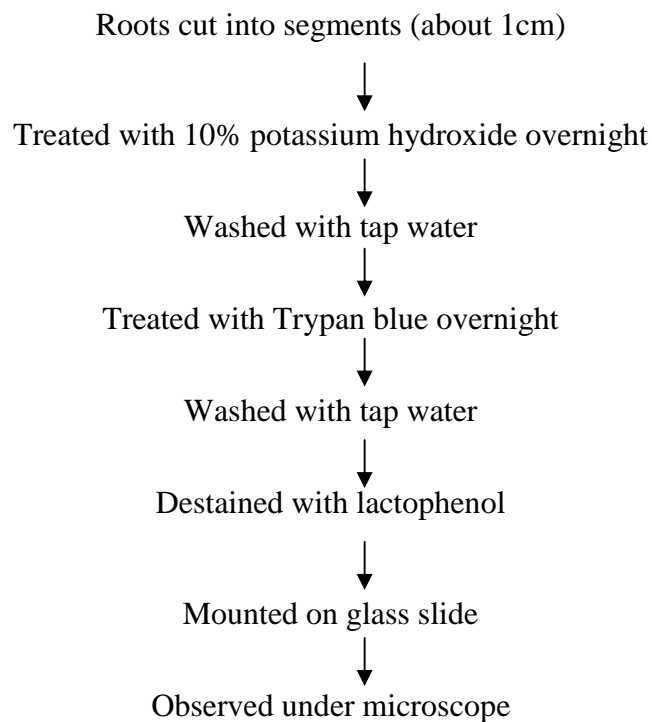 Roots cut into segments (about 1cm)
Treated with 10% potassium hydroxide overnight
Washed with tap water
Treated with Trypan blue overnight
Washed with tap water
Destained with lactophenol
Mounted on glass slide
Observed under microscope